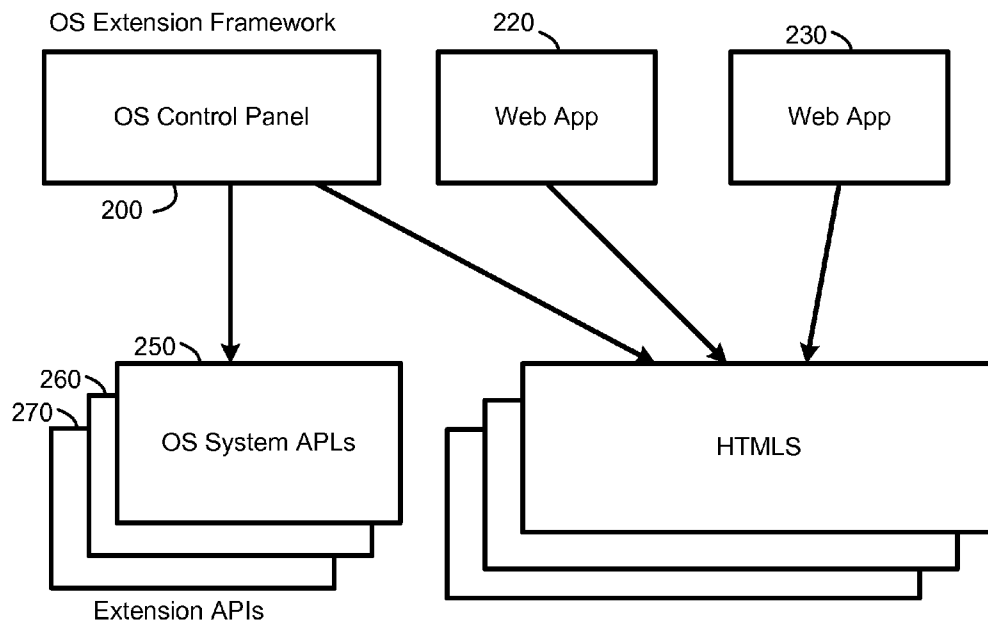 OS Extension Framework
220
230
OS Control Panel
Web App
Web App
200
250
260
270
OS System APLs
HTMLS
Extension APIs